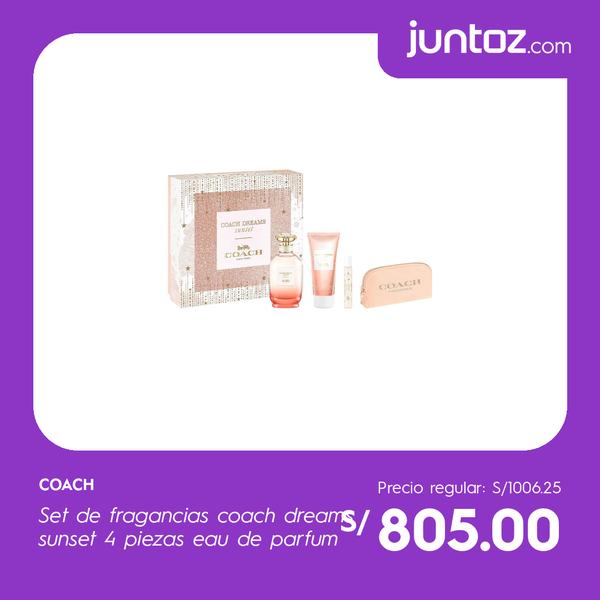 juntoz.com
COACH DREAMS
sunset
COACH
COACH
COACH
Precio regular: S/1006.25
Set de fragancias coach dreams
sunset 4 piezas eau de parfum
S/ 805.00